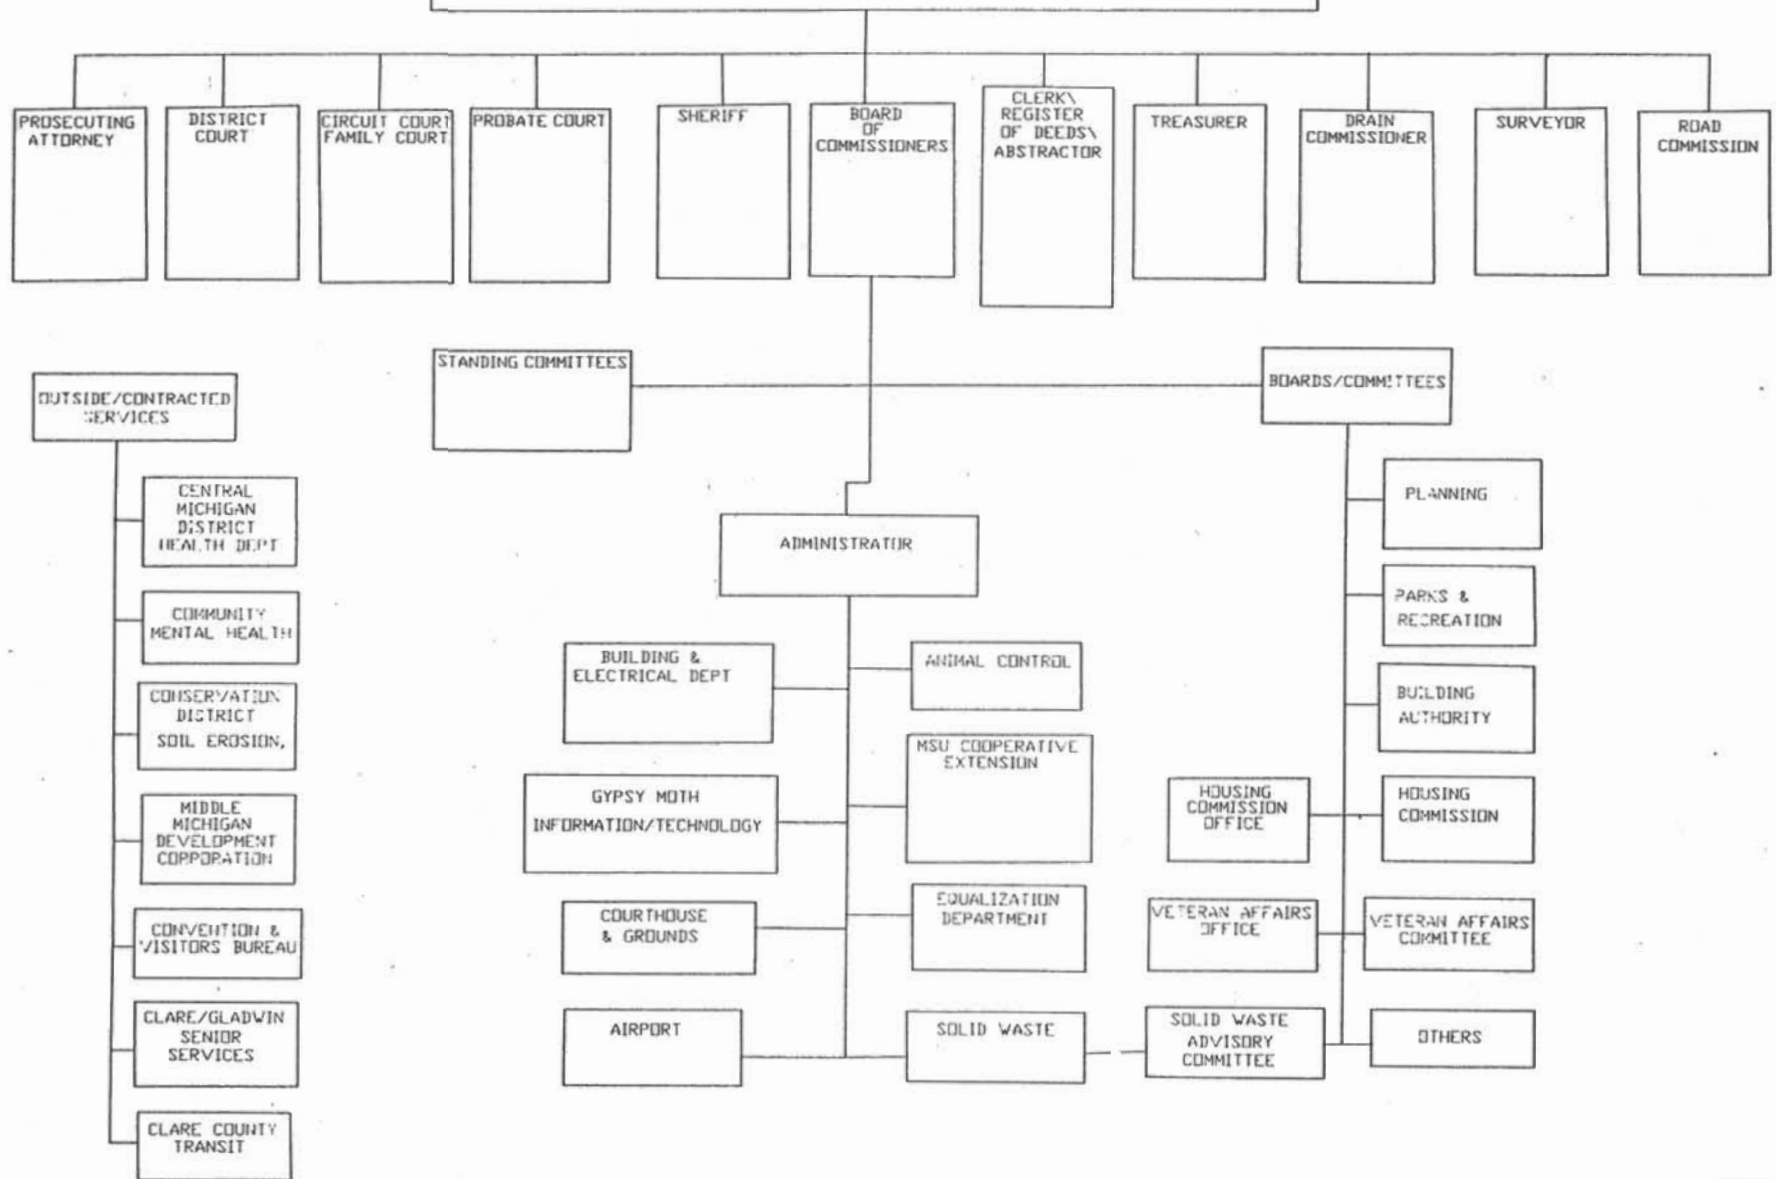 PROSECUTING
ATTORNEY
DISTRICT
COURT
CIRCUIT COURT
FAMILY COURT
PROBATE COURT
SHERIFF
BOARD
OF
COMMISSIONERS
CLERK\
REGISTER
OF DEEDS\
ABSTRACTOR
TREASURER
DRAIN
COMMISSIONER
SURVEYOR
ROAD
COMMISSION
STANDING COMMITTEES
BOARDS/COMMITTEES
OUTSIDE/CONTRACTED
SERVICES
CENTRAL
MICHIGAN
DISTRICT
HEALTH DEPT
COMMUNITY
MENTAL HEALTH
CONSERVATION
DISTRICT
SOIL EROSION,
MIDDLE
MICHIGAN
DEVELOPMENT
CORPORATION
CONVENTION &
VISITORS BUREAU
CLARE/GLADWIN
SENIOR
SERVICES
CLARE COUNTY
TRANSIT
ADMINISTRATOR
BUILDING &
ELECTRICAL DEPT
ANIMAL CONTROL
GYPSY MOTH
INFORMATION/TECHNOLOGY
MSU COOPERATIVE
EXTENSION
COURTHOUSE
& GROUNDS
EQUALIZATION
DEPARTMENT
AIRPORT
SOLID WASTE
PLANNING
PARKS &
RECREATION
BUILDING
AUTHORITY
HOUSING
COMMISSION
OFFICE
HOUSING
COMMISSION
VETERAN AFFAIRS
OFFICE
VETERAN AFFAIRS
COMMITTEE
SOLID WASTE
ADVISORY
COMMITTEE
OTHERS